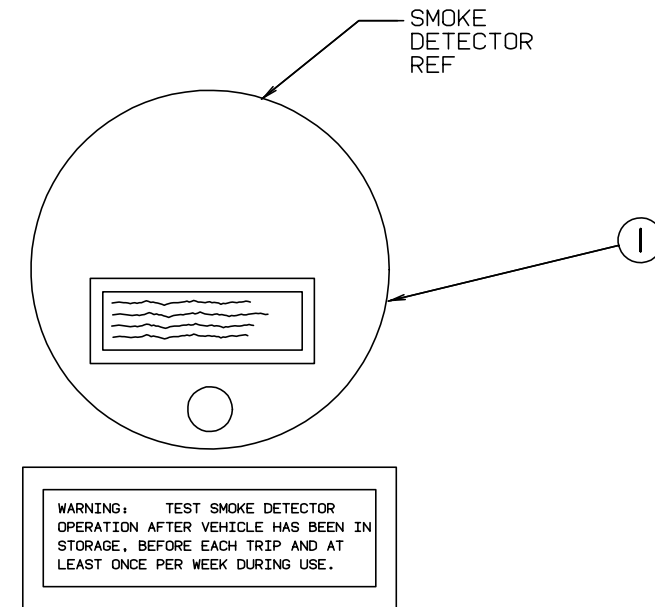 SMOKE
DETECTOR
REF
1
WARNING: TEST SMOKE DETECTOR
OPERATION AFTER VEHICLE HAS BEEN IN
STORAGE, BEFORE EACH TRIP AND AT
LEAST ONCE PER WEEK DURING USE.